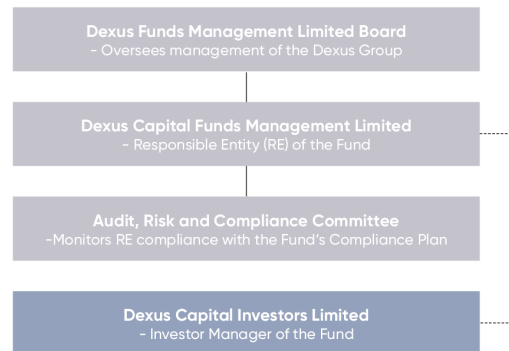 Dexus Funds Management Limited Board
- Oversees management of the Dexus Group
Dexus Capital Funds Management Limited
- Responsible Entity (RE) of the Fund
Audit, Risk and Compliance Committee
-Monitors RE compliance with the Fund's Compliance Plan
Dexus Capital Investors Limited
- Investor Manager of the Fund